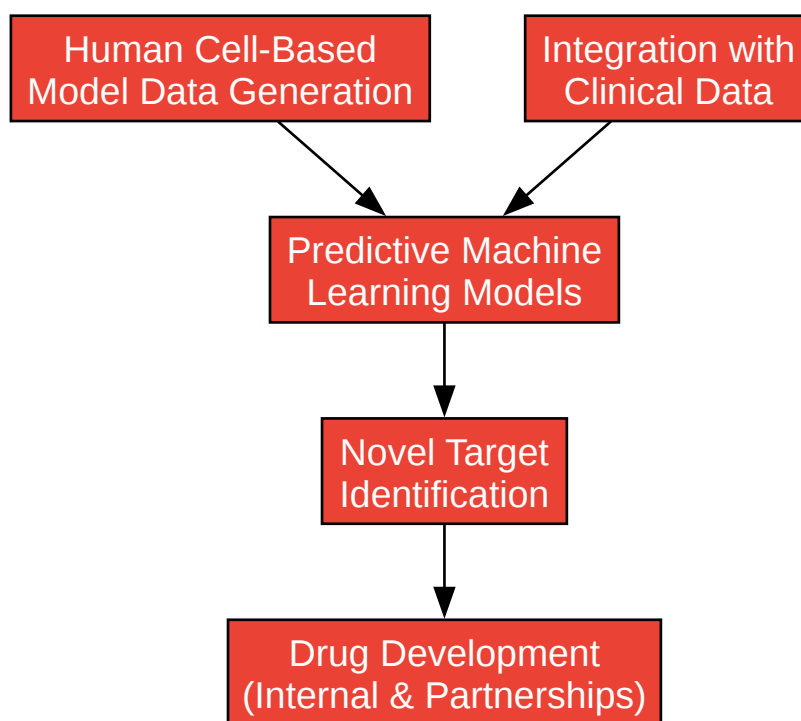 Human Cell-Based
Model Data Generation
Integration with
Clinical Data
Predictive Machine
Learning Models
Novel Target
Identification
Drug Development
(Internal & Partnerships)